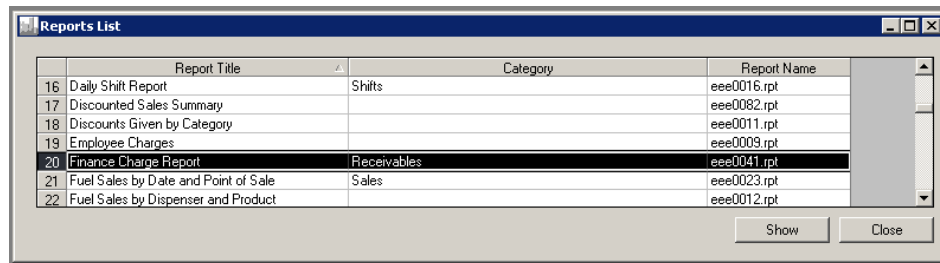 Reports List
Report Title Category Report Name
16 Daily Shift Report Shifts eee0016.rpt
17 Discounted Sales Summary eee0082.rpt
18 Discounts Given by Category eee0011.rpt
19 Employee Charges eee0009.rpt
20 Finance Charge Report Receivables eee0041.rpt
21 Fuel Sales by Date and Point of Sale Sales eee0023.rpt
22 Fuel Sales by Dispenser and Product eee0012.rpt
Show Close